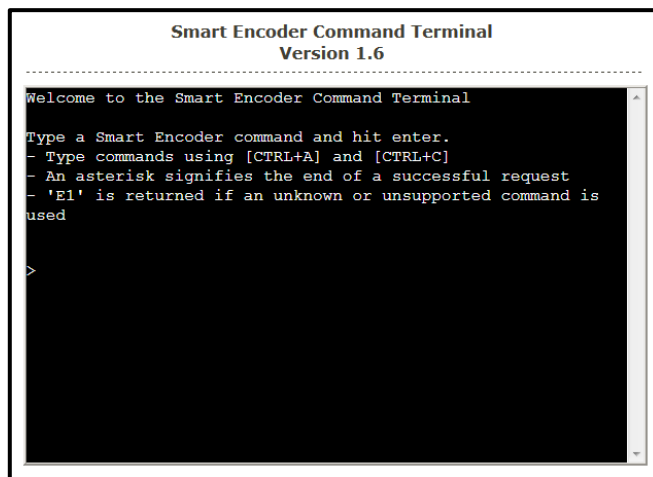 Smart Encoder Command Terminal
Version 1.6
Welcome to the Smart Encoder Command Terminal
Type a Smart Encoder command and hit enter.
- Type commands using [CTRL+A] and [CTRL+C]
- An asterisk signifies the end of a successful request
- 'E1' is returned if an unknown or unsupported command is
used
>